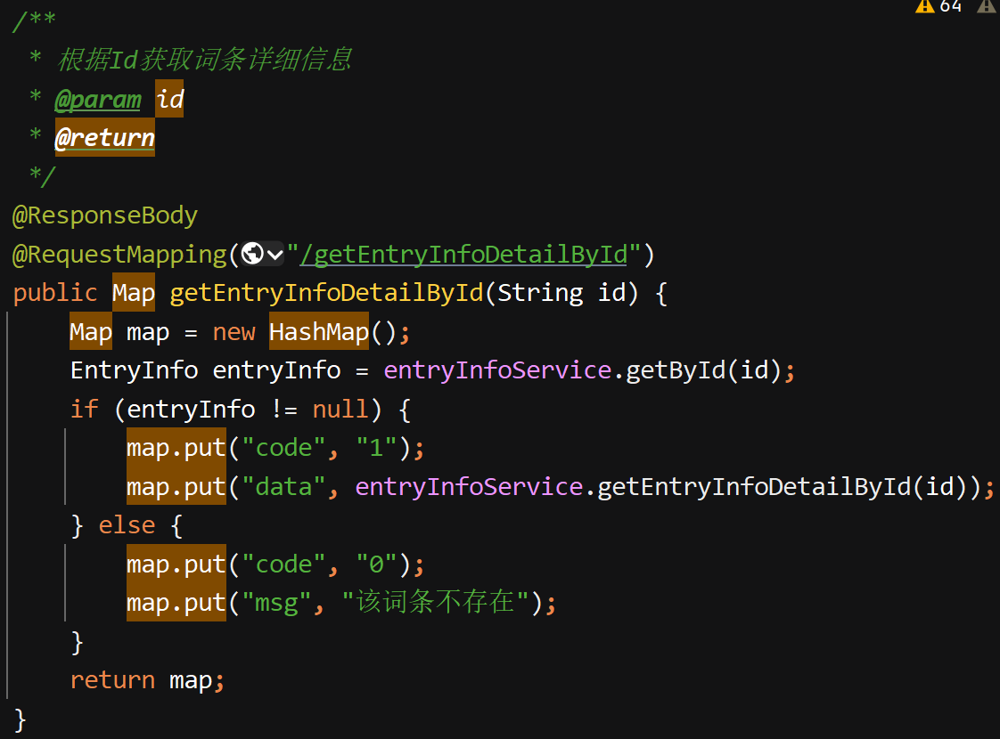 64
/**
 * 根据Id获取词条详细信息
 * @param id
 * @return
 */
@ResponseBody
@RequestMapping("/getEntryInfoDetailById")
public Map getEntryInfoDetailById(String id) {
    Map map = new HashMap();
    EntryInfo entryInfo = entryInfoService.getById(id);
    if (entryInfo != null) {
        map.put("code", "1");
        map.put("data", entryInfoService.getEntryInfoDetailById(id));
    } else {
        map.put("code", "0");
        map.put("msg", "该词条不存在");
    }
    return map;
}